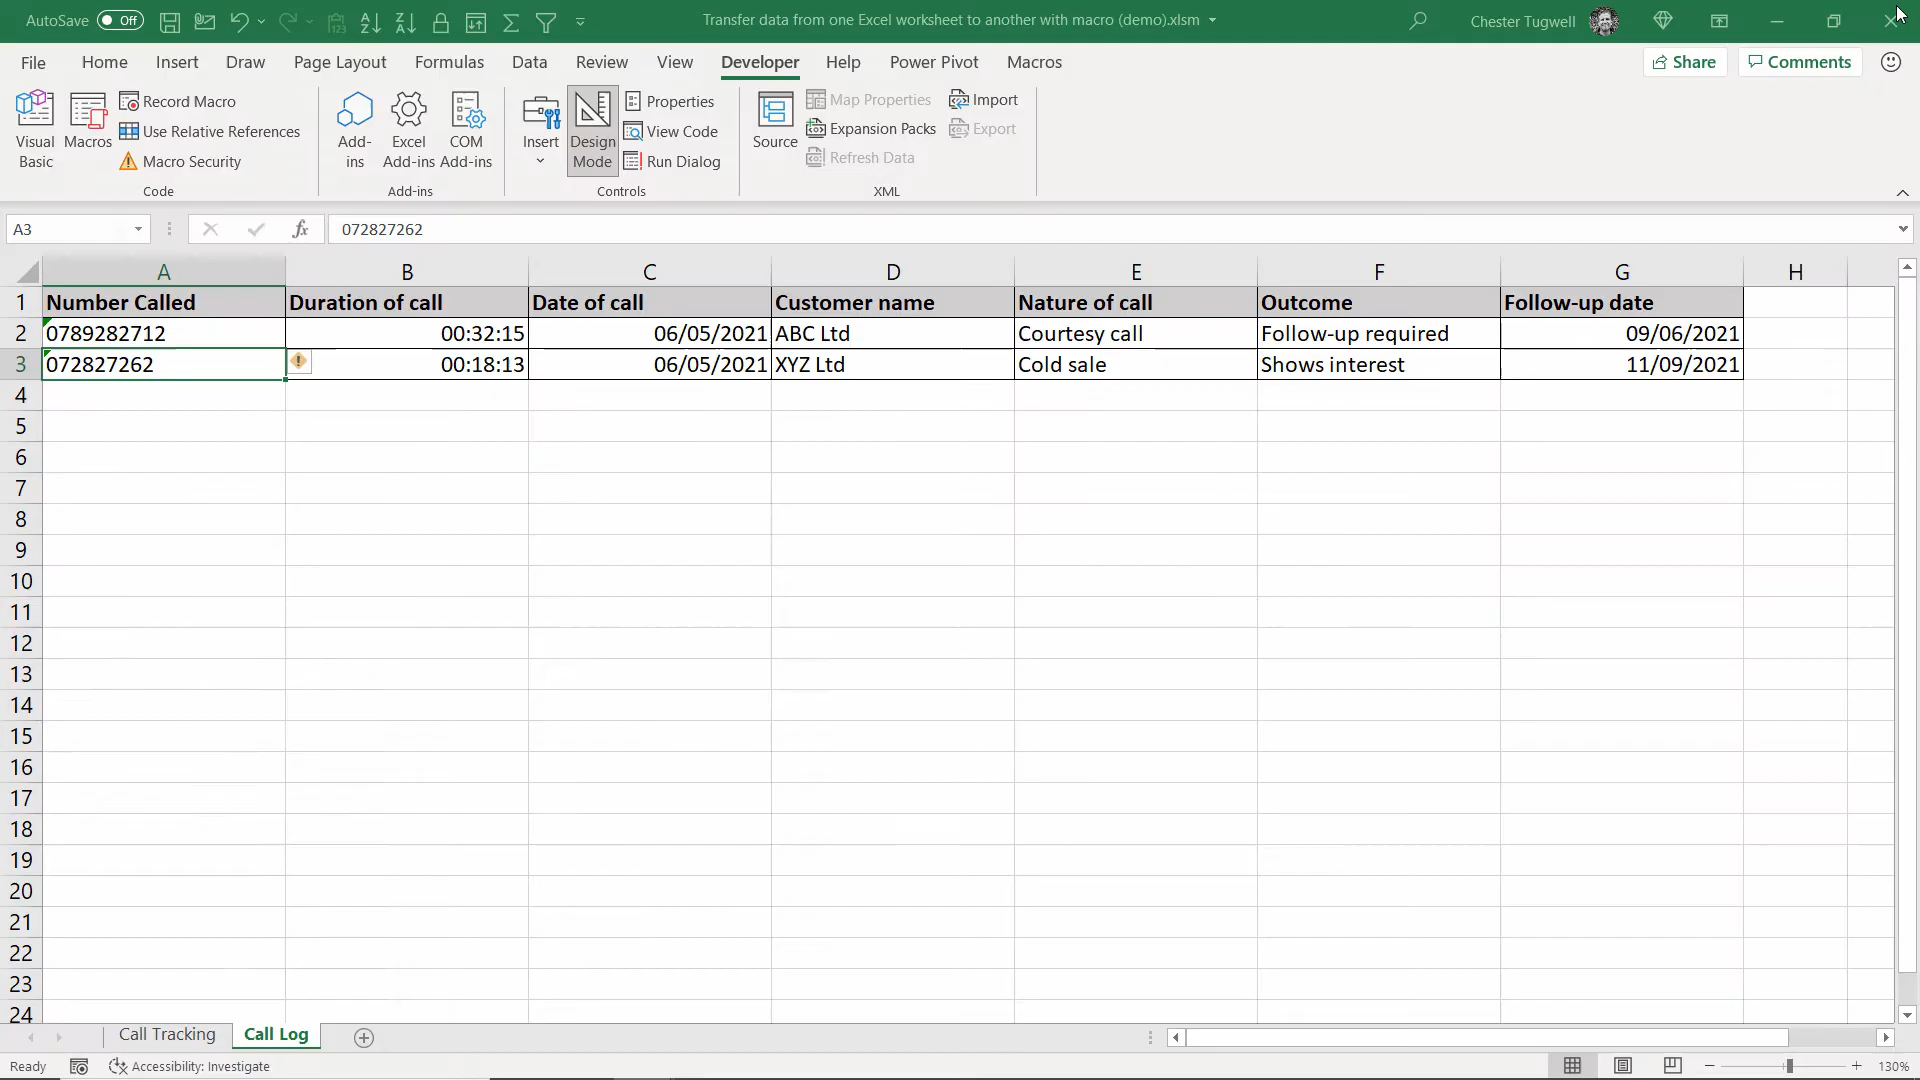 AutoSave Off Transfer data from one Excel worksheet to another with macro (demo).xlsm Chester Tugwell
File Home Insert Draw Page Layout Formulas Data Review View Developer Help Power Pivot Macros Share Comments
Visual Basic
Macros
Record Macro
Use Relative References
Macro Security
Code
Add-ins
Excel Add-ins
COM Add-ins
Add-ins
Insert
Design Mode
Properties
View Code
Run Dialog
Controls
Source
Map Properties
Expansion Packs
Refresh Data
Import
Export
XML
A3 fx 072827262
A B C D E F G H
1 Number Called Duration of call Date of call Customer name Nature of call Outcome Follow-up date
2 0789282712 00:32:15 06/05/2021 ABC Ltd Courtesy call Follow-up required 09/06/2021
3 072827262 00:18:13 06/05/2021 XYZ Ltd Cold sale Shows interest 11/09/2021
4
5
6
7
8
9
10
11
12
13
14
15
16
17
18
19
20
21
22
23
24
Call Tracking Call Log
Ready Accessibility: Investigate 130%